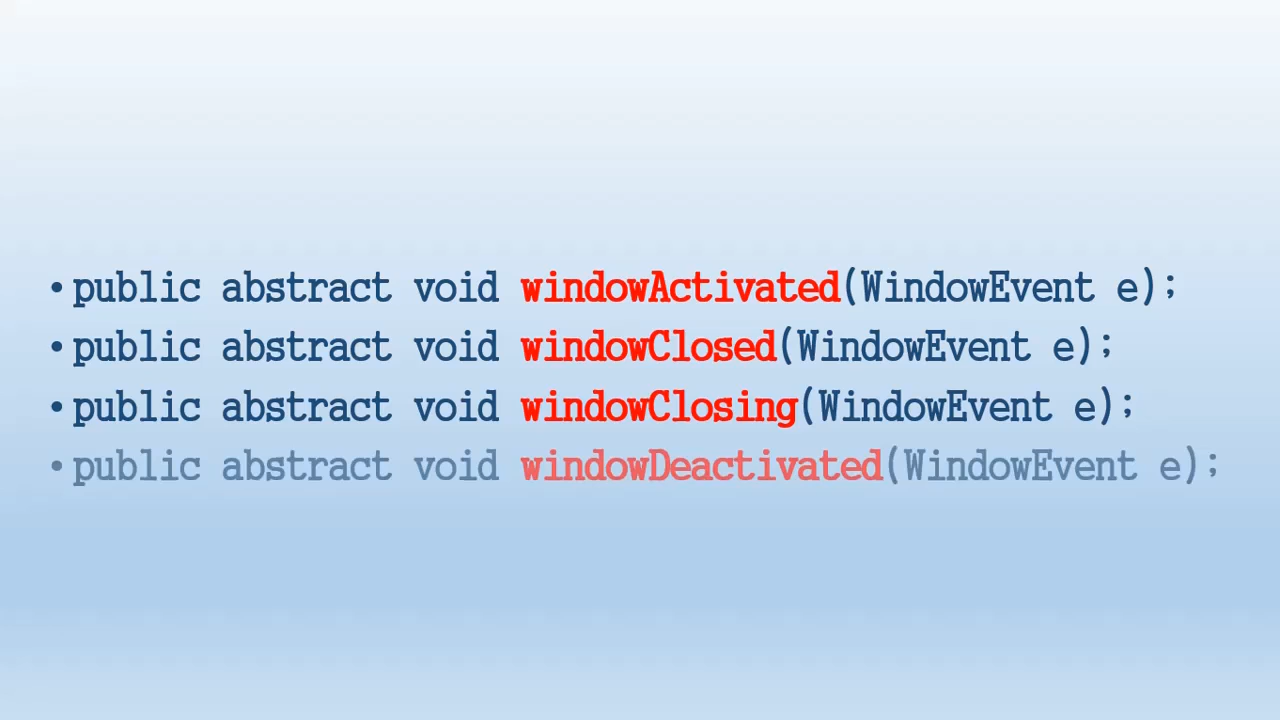 •public abstract void windowActivated(WindowEvent e);
•public abstract void windowClosed(WindowEvent e);
•public abstract void windowClosing(WindowEvent e);
•public abstract void windowDeactivated(WindowEvent e);